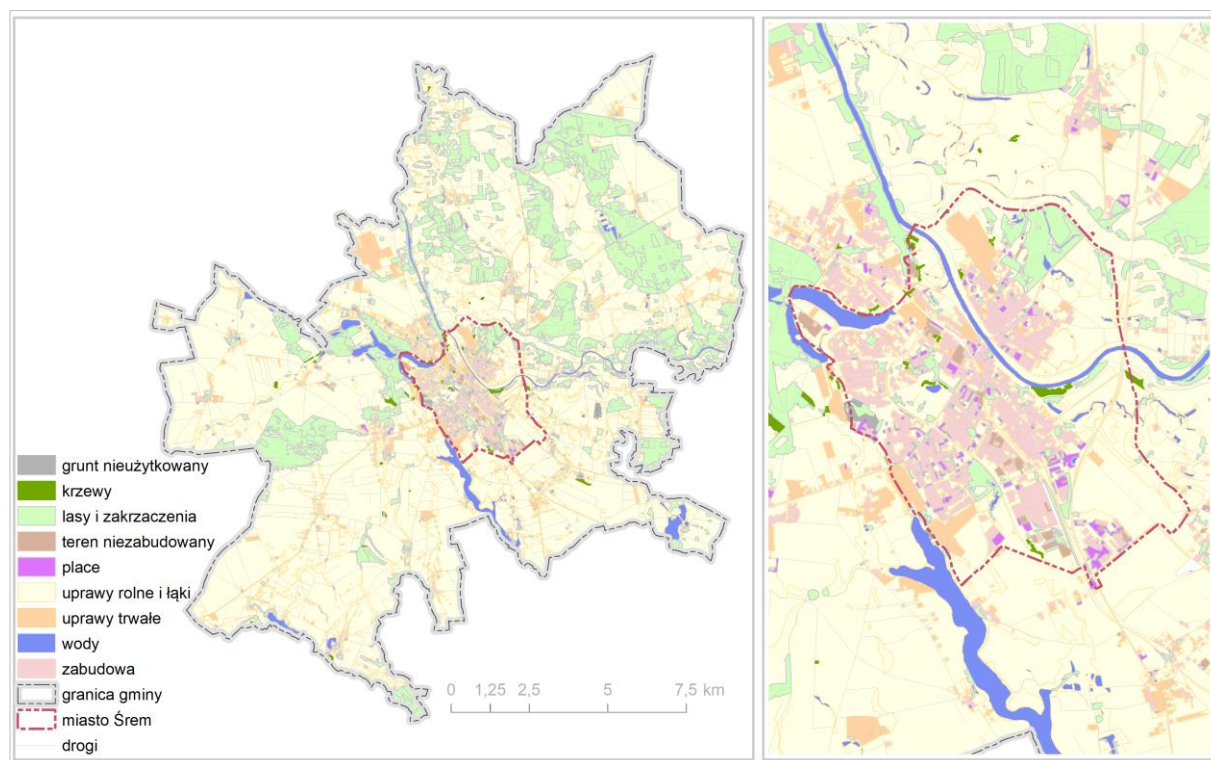 grunt nieużytkowany
krzewy
lasy i zakrzaczenia
teren niezabudowany
place
uprawy rolne i łąki
uprawy trwałe
wody
zabudowa
granica gminy
miasto Śrem
drogi
0 1,25 2,5 5 7,5 km